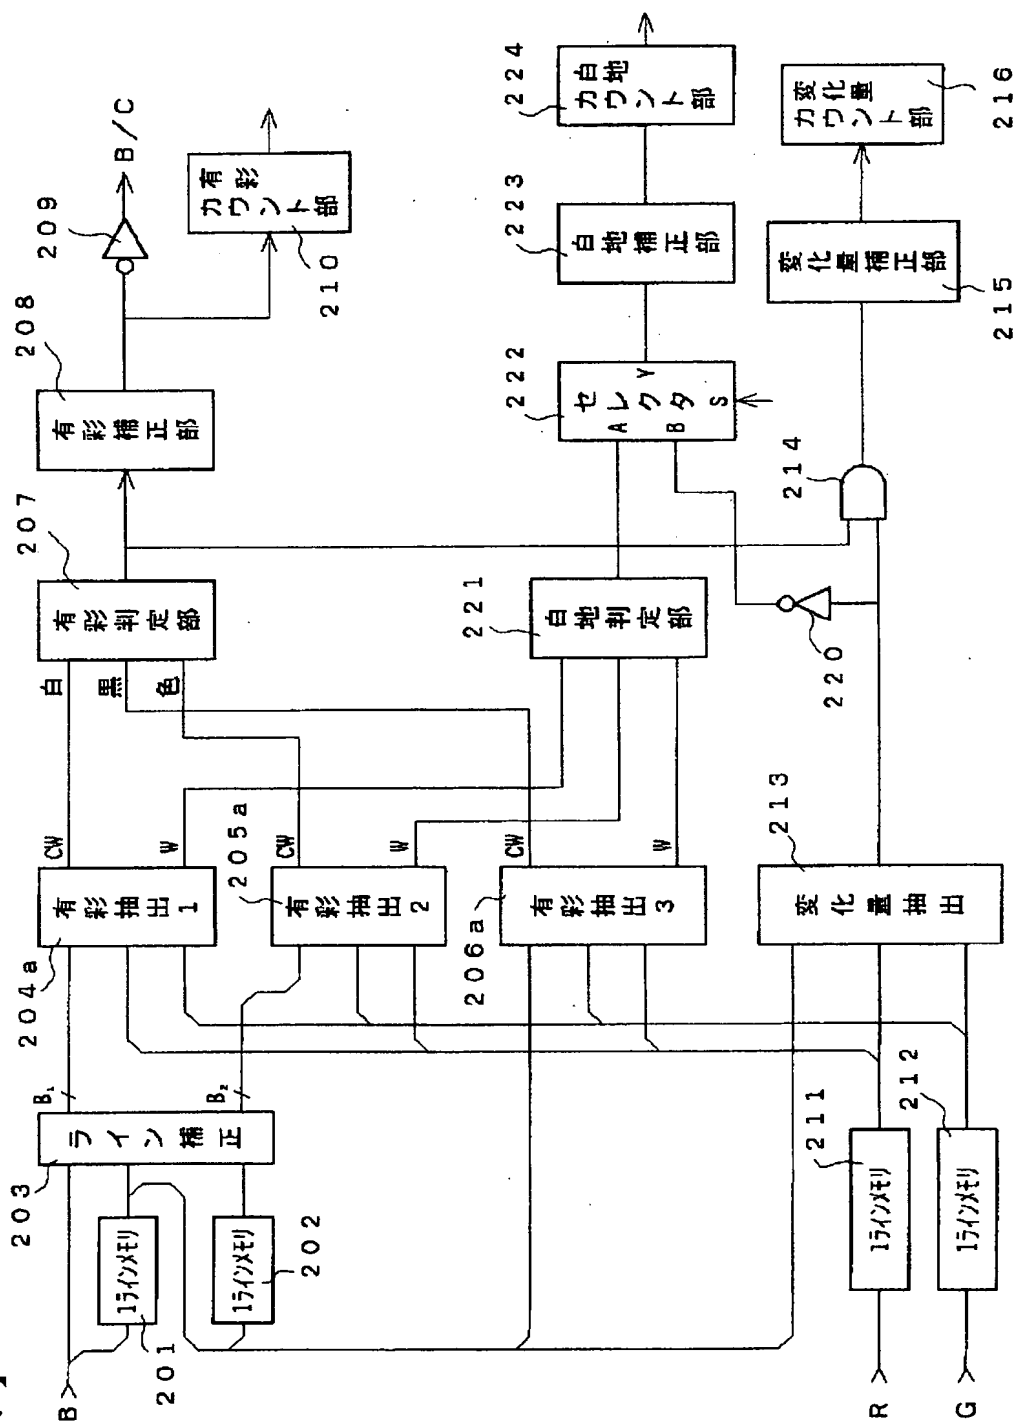 B
201
1ラインメモリ
1ラインメモリ
202
203
ライン補正
B₁
B₂
204a
有彩抽出1
CW
W
205a
有彩抽出2
CW
W
206a
有彩抽出3
CW
W
白
黒
色
207
有彩判定部
208
有彩補正部
209
B/C
有彩
カウント部
210
221
白地判定部
222
セレクタ
A
B
Y
S
223
白地補正部
224
白地
カウント部
R
G
1ラインメモリ
211
1ラインメモリ
212
213
変化量抽出
220
214
変化量補正部
215
変化量
カウント部
216